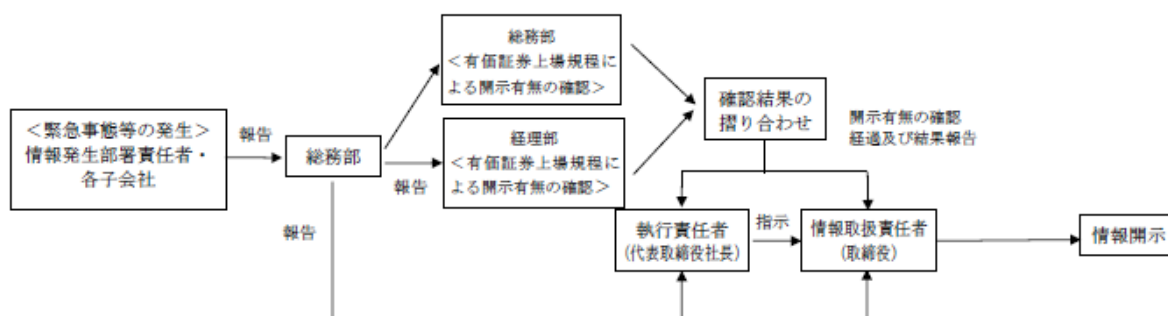 総務部
<有価証券上場規程に
よる開示有無の確認>
確認結果の
摺り合わせ
開示有無の確認
経過及び結果報告
<緊急事態等の発生>
情報発生部署責任者・
各子会社
報告
総務部
報告
経理部
<有価証券上場規程に
よる開示有無の確認>
報告
執行責任者
(代表取締役社長)
指示
情報取扱責任者
(取締役)
情報開示